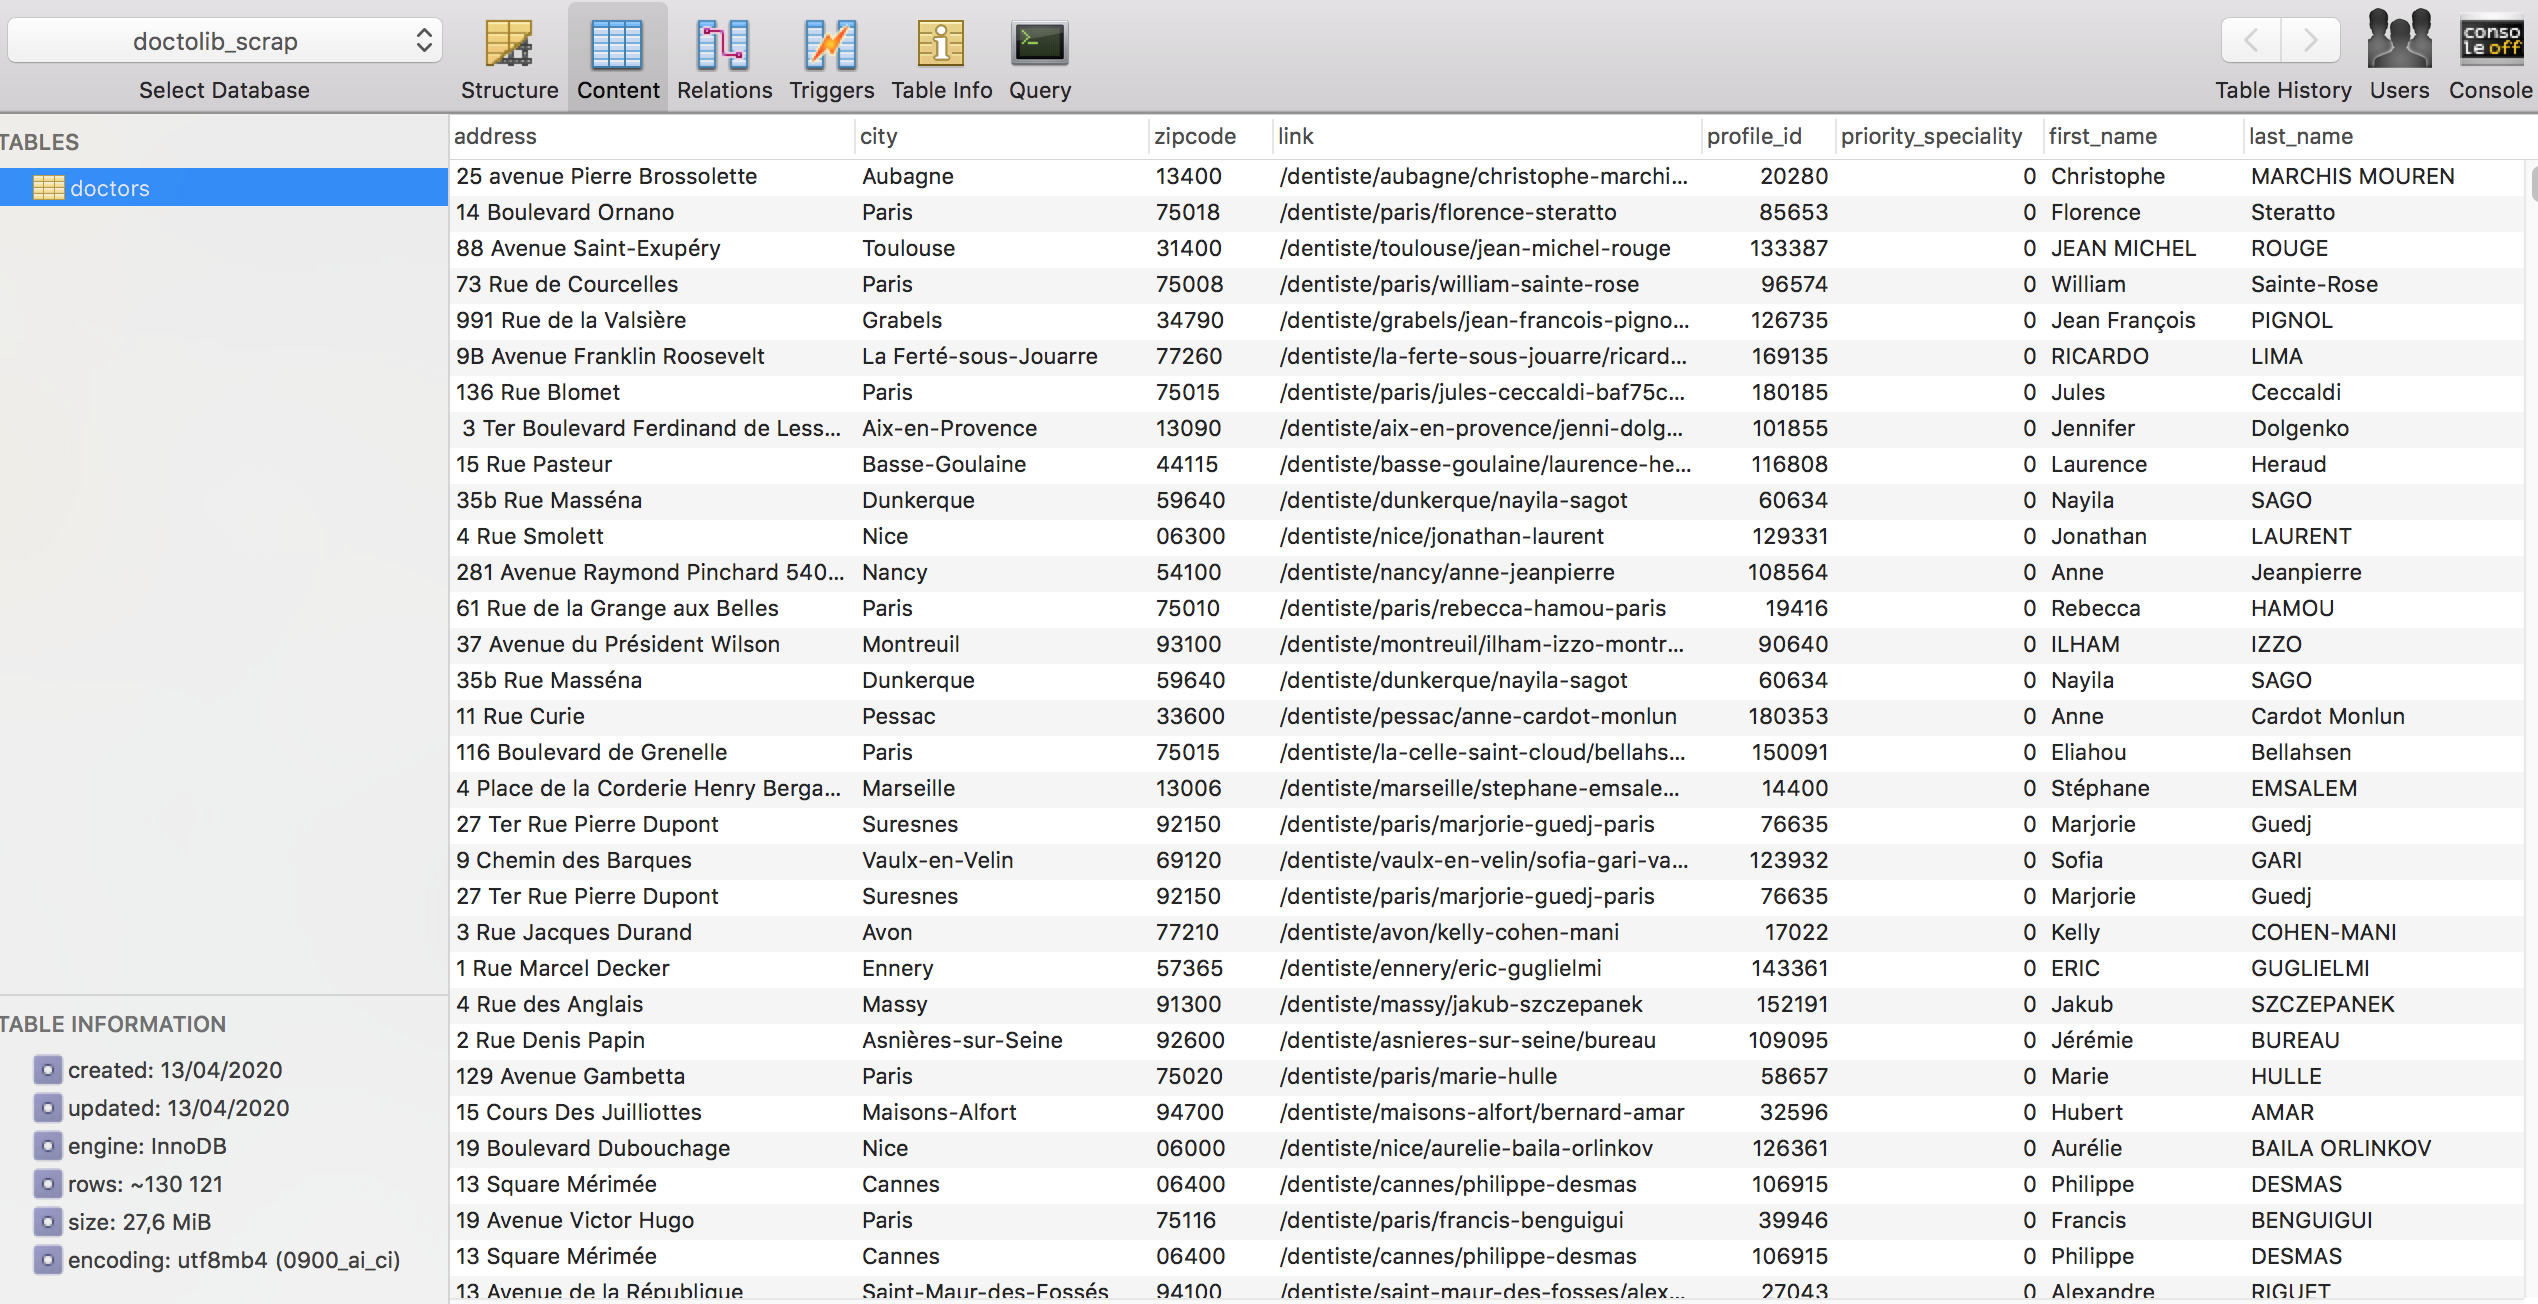 doctolib_scrap
Select Database
Structure Content Relations Triggers Table Info Query
conso
le off
Table History Users Console
TABLES
doctors
address city zipcode link profile_id priority_speciality first_name last_name
25 avenue Pierre Brossolette Aubagne 13400 /dentiste/aubagne/christophe-marchi... 20280 0 Christophe MARCHIS MOUREN
14 Boulevard Ornano Paris 75018 /dentiste/paris/florence-steratto 85653 0 Florence Steratto
88 Avenue Saint-Exupéry Toulouse 31400 /dentiste/toulouse/jean-michel-rouge 133387 0 JEAN MICHEL ROUGE
73 Rue de Courcelles Paris 75008 /dentiste/paris/william-sainte-rose 96574 0 William Sainte-Rose
991 Rue de la Valsière Grabels 34790 /dentiste/grabels/jean-francois-pigno... 126735 0 Jean François PIGNOL
9B Avenue Franklin Roosevelt La Ferté-sous-Jouarre 77260 /dentiste/la-ferte-sous-jouarre/ricard... 169135 0 RICARDO LIMA
136 Rue Blomet Paris 75015 /dentiste/paris/jules-ceccaldi-baf75c... 180185 0 Jules Ceccaldi
3 Ter Boulevard Ferdinand de Less... Aix-en-Provence 13090 /dentiste/aix-en-provence/jenni-dolg... 101855 0 Jennifer Dolgenko
15 Rue Pasteur Basse-Goulaine 44115 /dentiste/basse-goulaine/laurence-he... 116808 0 Laurence Heraud
35b Rue Masséna Dunkerque 59640 /dentiste/dunkerque/nayila-sagot 60634 0 Nayila SAGO
4 Rue Smolett Nice 06300 /dentiste/nice/jonathan-laurent 129331 0 Jonathan LAURENT
281 Avenue Raymond Pinchard 540... Nancy 54100 /dentiste/nancy/anne-jeanpierre 108564 0 Anne Jeanpierre
61 Rue de la Grange aux Belles Paris 75010 /dentiste/paris/rebecca-hamou-paris 19416 0 Rebecca HAMOU
37 Avenue du Président Wilson Montreuil 93100 /dentiste/montreuil/ilham-izzo-montr... 90640 0 ILHAM IZZO
35b Rue Masséna Dunkerque 59640 /dentiste/dunkerque/nayila-sagot 60634 0 Nayila SAGO
11 Rue Curie Pessac 33600 /dentiste/pessac/anne-cardot-monlun 180353 0 Anne Cardot Monlun
116 Boulevard de Grenelle Paris 75015 /dentiste/la-celle-saint-cloud/bellahs... 150091 0 Eliahou Bellahsen
4 Place de la Corderie Henry Berga... Marseille 13006 /dentiste/marseille/stephane-emsale... 14400 0 Stéphane EMSALEM
27 Ter Rue Pierre Dupont Suresnes 92150 /dentiste/paris/marjorie-guedj-paris 76635 0 Marjorie Guedj
9 Chemin des Barques Vaulx-en-Velin 69120 /dentiste/vaulx-en-velin/sofia-gari-va... 123932 0 Sofia GARI
27 Ter Rue Pierre Dupont Suresnes 92150 /dentiste/paris/marjorie-guedj-paris 76635 0 Marjorie Guedj
3 Rue Jacques Durand Avon 77210 /dentiste/avon/kelly-cohen-mani 17022 0 Kelly COHEN-MANI
1 Rue Marcel Decker Ennery 57365 /dentiste/ennery/eric-guglielmi 143361 0 ERIC GUGLIELMI
4 Rue des Anglais Massy 91300 /dentiste/massy/jakub-szczepanek 152191 0 Jakub SZCZEPANEK
2 Rue Denis Papin Asnières-sur-Seine 92600 /dentiste/asnieres-sur-seine/bureau 109095 0 Jérémie BUREAU
129 Avenue Gambetta Paris 75020 /dentiste/paris/marie-hulle 58657 0 Marie HULLE
15 Cours Des Juilliottes Maisons-Alfort 94700 /dentiste/maisons-alfort/bernard-amar 32596 0 Hubert AMAR
19 Boulevard Dubouchage Nice 06000 /dentiste/nice/aurelie-baila-orlinkov 126361 0 Aurélie BAILA ORLINKOV
13 Square Mérimée Cannes 06400 /dentiste/cannes/philippe-desmas 106915 0 Philippe DESMAS
19 Avenue Victor Hugo Paris 75116 /dentiste/paris/francis-benguigui 39946 0 Francis BENGUIGUI
13 Square Mérimée Cannes 06400 /dentiste/cannes/philippe-desmas 106915 0 Philippe DESMAS
13 Avenue de la République Saint-Maur-des-Fossés 94100 /dentiste/saint-maur-des-fosses/alex... 27043 0 Alexandre RIGUET
TABLE INFORMATION
created: 13/04/2020
updated: 13/04/2020
engine: InnoDB
rows: ~130 121
size: 27,6 MiB
encoding: utf8mb4 (0900_ai_ci)